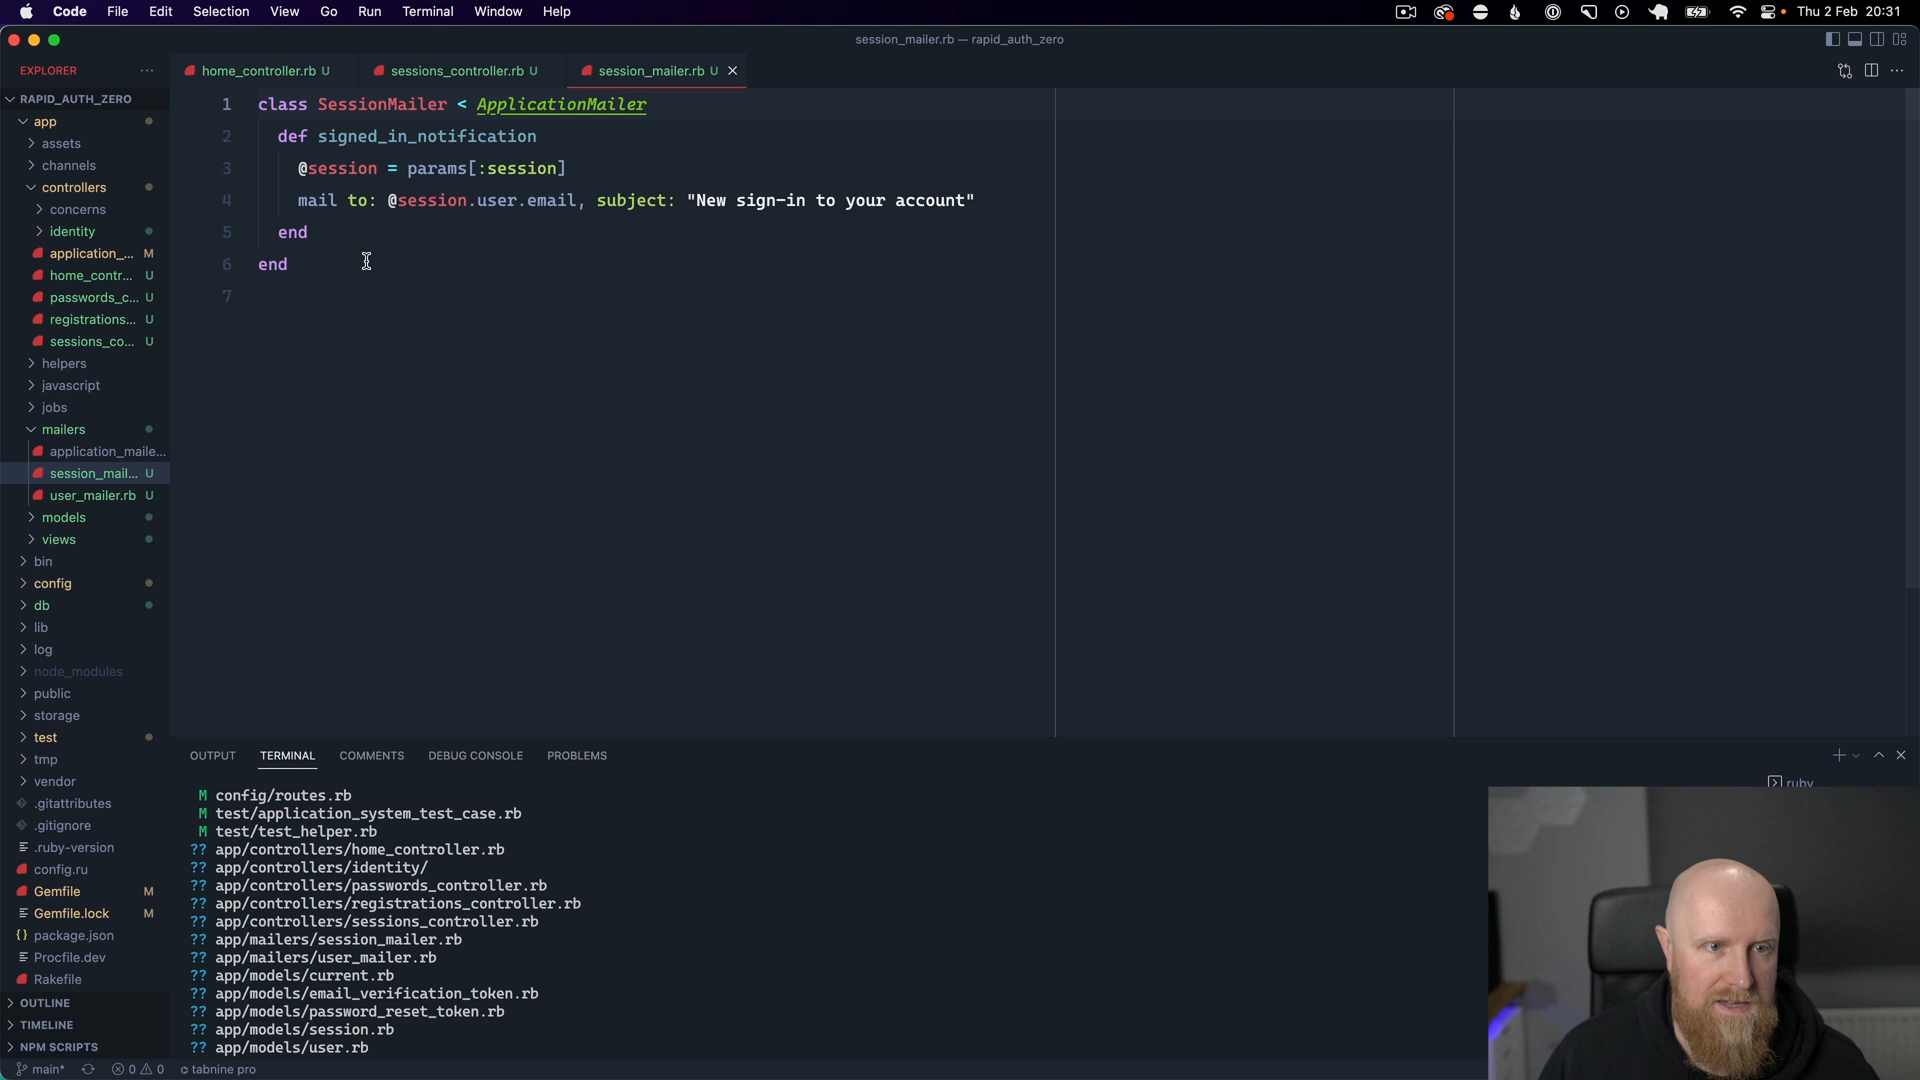 Code File Edit Selection View Go Run Terminal Window Help
Thu 2 Feb 20:31
session_mailer.rb — rapid_auth_zero
EXPLORER
home_controller.rb U
sessions_controller.rb U
session_mailer.rb U
RAPID_AUTH_ZERO
app
assets
channels
controllers
concerns
identity
application_... M
home_contr... U
passwords_c... U
registrations... U
sessions_co... U
helpers
javascript
jobs
mailers
application_maile...
session_mail... U
user_mailer.rb U
models
views
bin
config
db
lib
log
node_modules
public
storage
test
tmp
vendor
.gitattributes
.gitignore
.ruby-version
config.ru
Gemfile M
Gemfile.lock M
package.json
Procfile.dev
Rakefile
OUTLINE
TIMELINE
NPM SCRIPTS
1 class SessionMailer < ApplicationMailer
2 def signed_in_notification
3 @session = params[:session]
4 mail to: @session.user.email, subject: "New sign-in to your account"
5 end
6 end
7
OUTPUT TERMINAL COMMENTS DEBUG CONSOLE PROBLEMS
ruby
M config/routes.rb
M test/application_system_test_case.rb
M test/test_helper.rb
?? app/controllers/home_controller.rb
?? app/controllers/identity/
?? app/controllers/passwords_controller.rb
?? app/controllers/registrations_controller.rb
?? app/controllers/sessions_controller.rb
?? app/mailers/session_mailer.rb
?? app/mailers/user_mailer.rb
?? app/models/current.rb
?? app/models/email_verification_token.rb
?? app/models/password_reset_token.rb
?? app/models/session.rb
?? app/models/user.rb
main* 0 0 tabnine pro